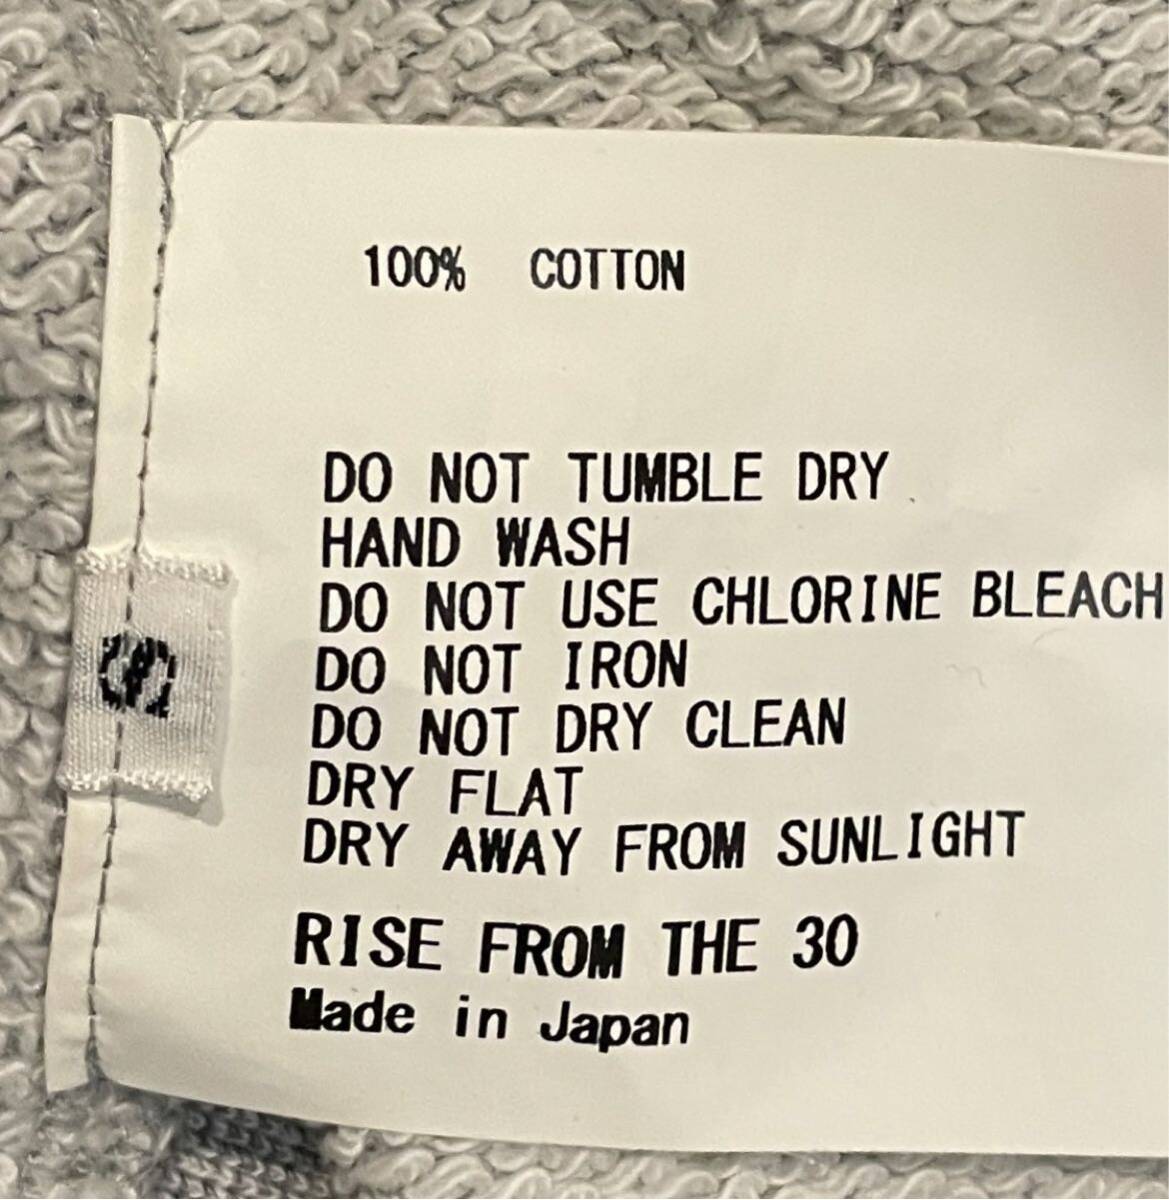 100% COTTON
DO NOT TUMBLE DRY
HAND WASH
DO NOT USE CHLORINE BLEACH
DO NOT IRON
DO NOT DRY CLEAN
DRY FLAT
DRY AWAY FROM SUNLIGHT
RISE FROM THE 30
Made in Japan
S